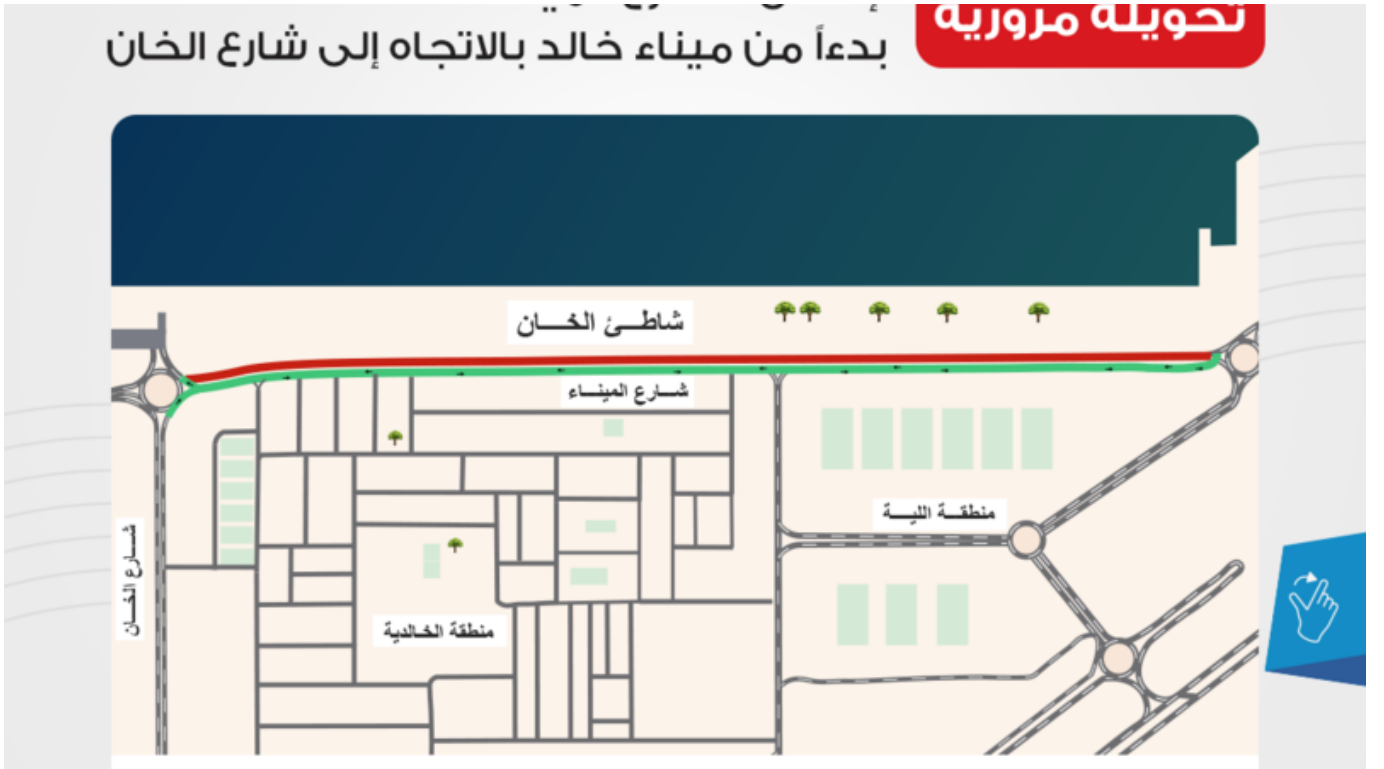 تحويلة مرورية
بدءاً من ميناء خالد بالاتجاه إلى شارع الخان
شاطئ الخان
شارع الميناء
منطقة اللية
شارع الخان
منطقة الخالدية